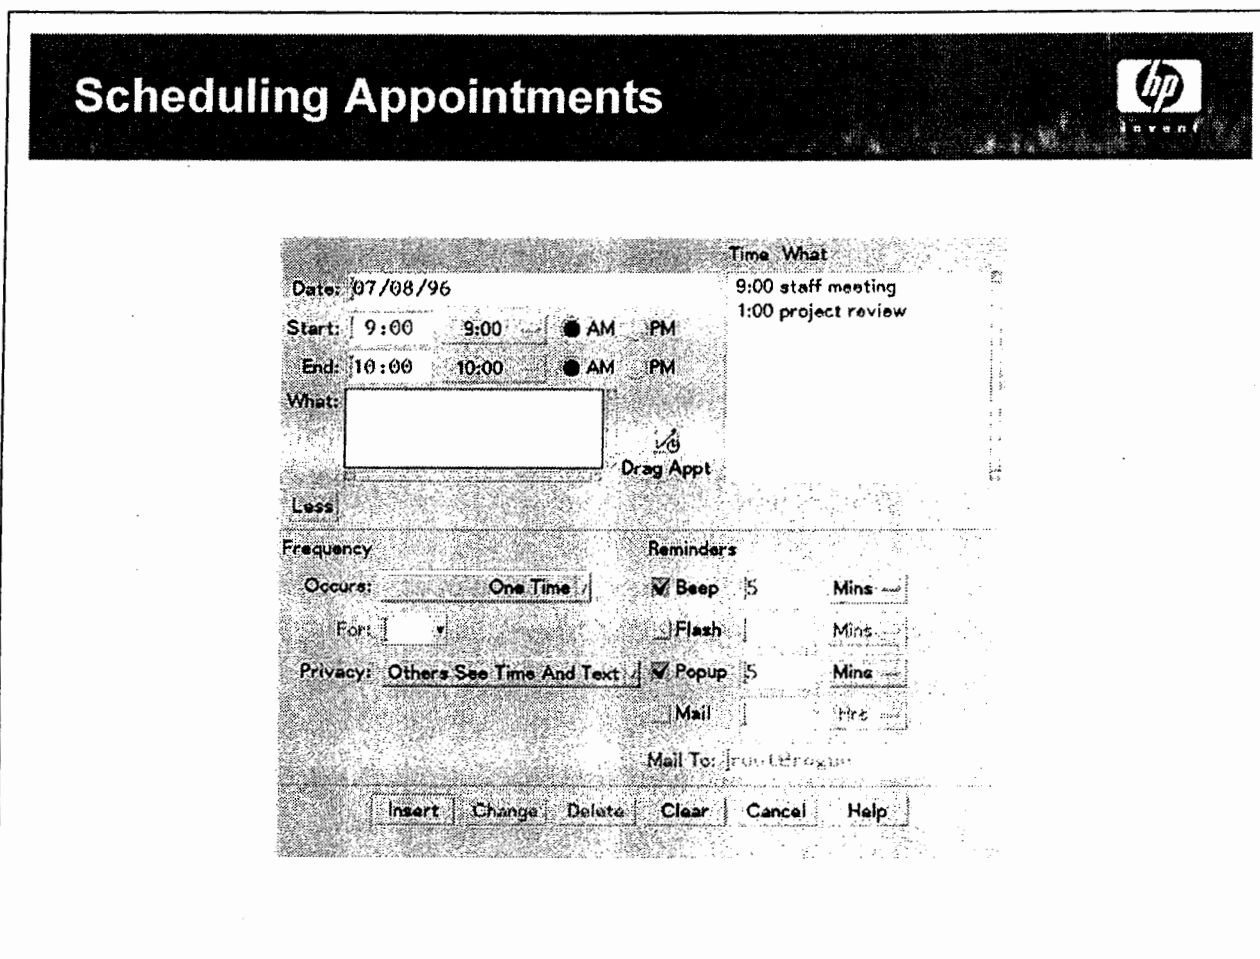 Scheduling Appointments
hp
invent
Time What
Date: 07/08/96
9:00 staff meeting
1:00 project review
Start: 9:00 9:00 AM PM
End: 10:00 10:00 AM PM
What:
Drag Appt
Less
Frequency
Reminders
Occurs: One Time
Beep 5 Mins
For:
Flash Mins
Privacy: Others See Time And Text
Popup 5 Mins
Mail Hrs
Mail To:
Insert Change Delete Clear Cancel Help